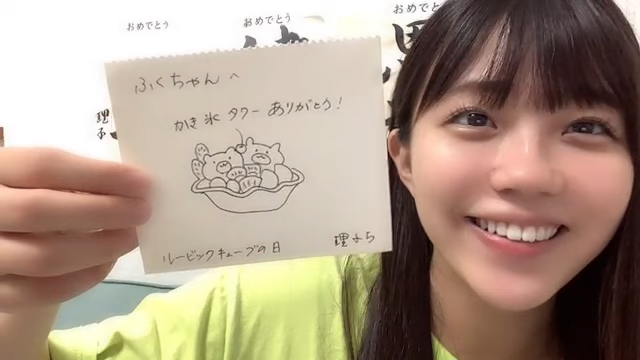 おめでとう
おめでとう
おめでとう
ふくちゃんへ
かき氷 タワー ありがとう!
ルービックキューブの日
理よち